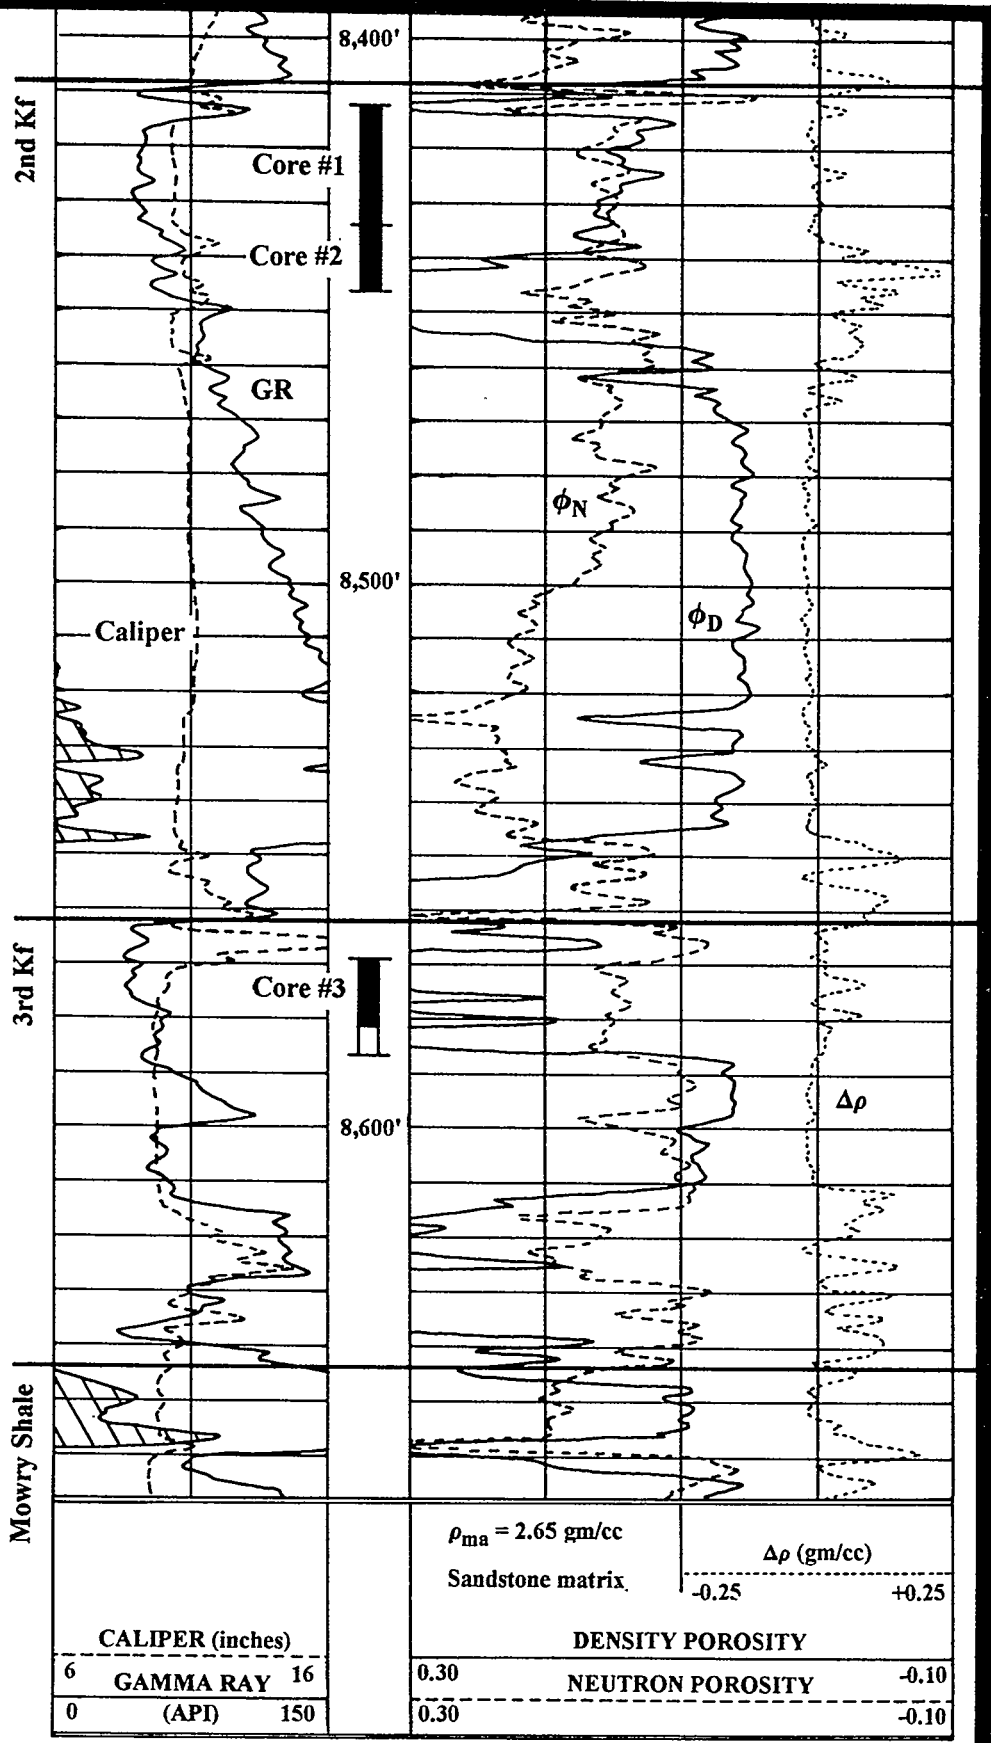 8,400'
2nd Kf
Core #1
Core #2
GR
ϕN
8,500'
ϕD
Caliper
3rd Kf
Core #3
Δρ
8,600'
Mowry Shale
ρma = 2.65 gm/cc
Sandstone matrix
Δρ (gm/cc)
-0.25 +0.25
CALIPER (inches)
6 16
GAMMA RAY
(API)
0 150
DENSITY POROSITY
0.30 -0.10
NEUTRON POROSITY
0.30 -0.10